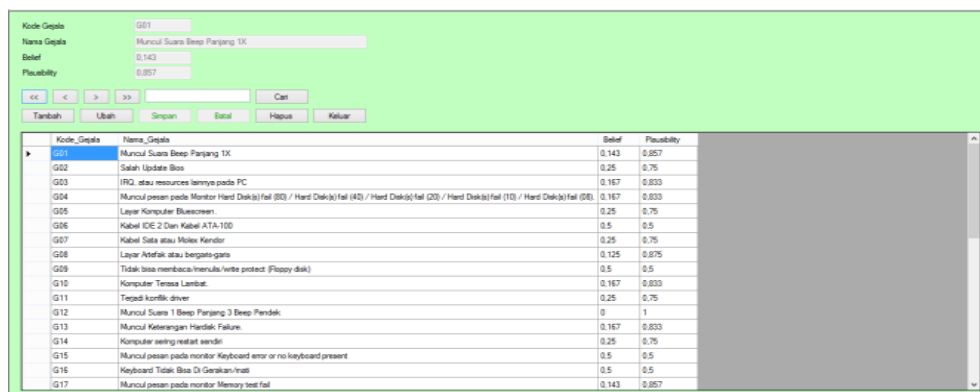 Kode Gejala G01
Nama Gejala Muncul Suara Beep Panjang 1X
Belief 0,143
Plausibility 0,857
<< < > >> Cari
Tambah Ubah Simpan Batal Hapus Keluar
Kode_Gejala Nama_Gejala Belief Plausibility
G01 Muncul Suara Beep Panjang 1X 0,143 0,857
G02 Salah Update Bios 0,25 0,75
G03 IRQ, atau resources lainnya pada PC 0,167 0,833
G04 Muncul pesan pada Monitor Hard Disk(s) fail (80) / Hard Disk(s) fail (40) / Hard Disk(s) fail (20) / Hard Disk(s) fail (10) / Hard Disk(s) fail (08). 0,167 0,833
G05 Layar Komputer Bluescreen. 0,25 0,75
G06 Kabel IDE 2 Dan Kabel ATA-100 0,5 0,5
G07 Kabel Sata atau Molex Kendor 0,25 0,75
G08 Layar Artefak atau bergaris-garis 0,125 0,875
G09 Tidak bisa membaca/menulis/write protect (Floppy disk) 0,5 0,5
G10 Komputer Terasa Lambat. 0,167 0,833
G11 Terjadi konflik driver 0,25 0,75
G12 Muncul Suara 1 Beep Panjang 3 Beep Pendek 0 1
G13 Muncul Keterangan Hardisk Failure. 0,167 0,833
G14 Komputer sering restart sendiri 0,25 0,75
G15 Muncul pesan pada monitor Keyboard error or no keyboard present 0,5 0,5
G16 Keyboard Tidak Bisa Di Gerakan/mati 0,5 0,5
G17 Muncul pesan pada monitor Memory test fail 0,143 0,857